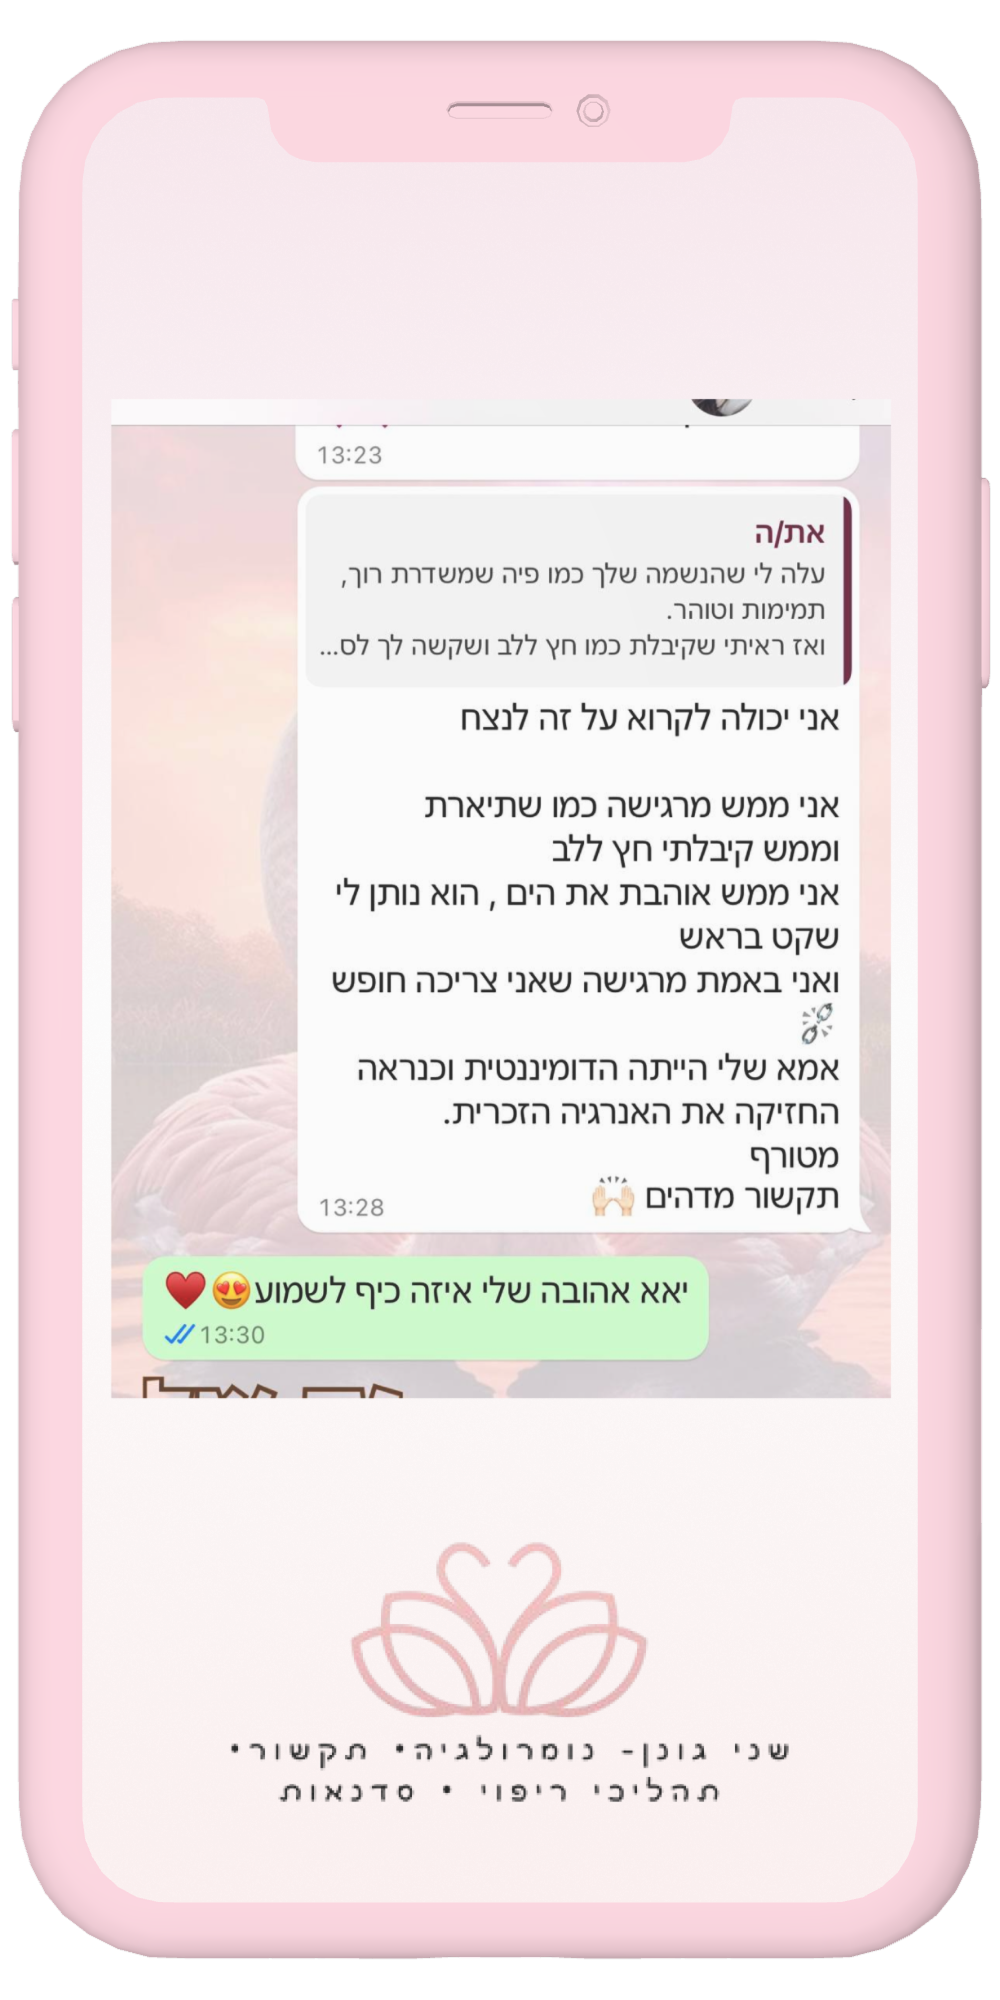 13:23
את/ה
עלה לי שהנשמה שלך כמו פיה שמשדרת רוך,
תמימות וטוהר.
ואז ראיתי שקיבלת כמו חץ ללב ושקשה לך לס...
אני יכולה לקרוא על זה לנצח
אני ממש מרגישה כמו שתיארת
וממש קיבלתי חץ ללב
אני ממש אוהבת את הים , הוא נותן לי
שקט בראש
ואני באמת מרגישה שאני צריכה חופש
⛓️‍💥
אמא שלי הייתה הדומיננטית וכנראה
החזיקה את האנרגיה הזכרית.
מטורף
תקשור מדהים 🙌🏻
13:28
יאא אהובה שלי איזה כיף לשמוע😍❤️
13:30
שני גונן- נומרולגיה• תקשור•
תהליכי ריפוי • סדנאות